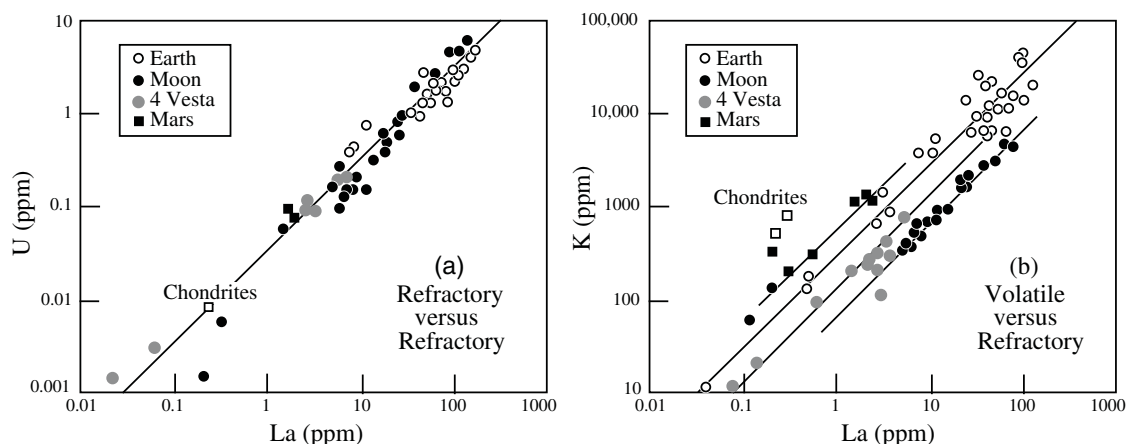 10
1
0.1
0.01
0.001
U (ppm)
Earth
Moon
4 Vesta
Mars
Chondrites
(a)
Refractory
versus
Refractory
0.01
0.1
1
10
100
1000
La (ppm)
100,000
10,000
1000
100
10
K (ppm)
Earth
Moon
4 Vesta
Mars
Chondrites
(b)
Volatile
versus
Refractory
0.01
0.1
1
10
100
1000
La (ppm)